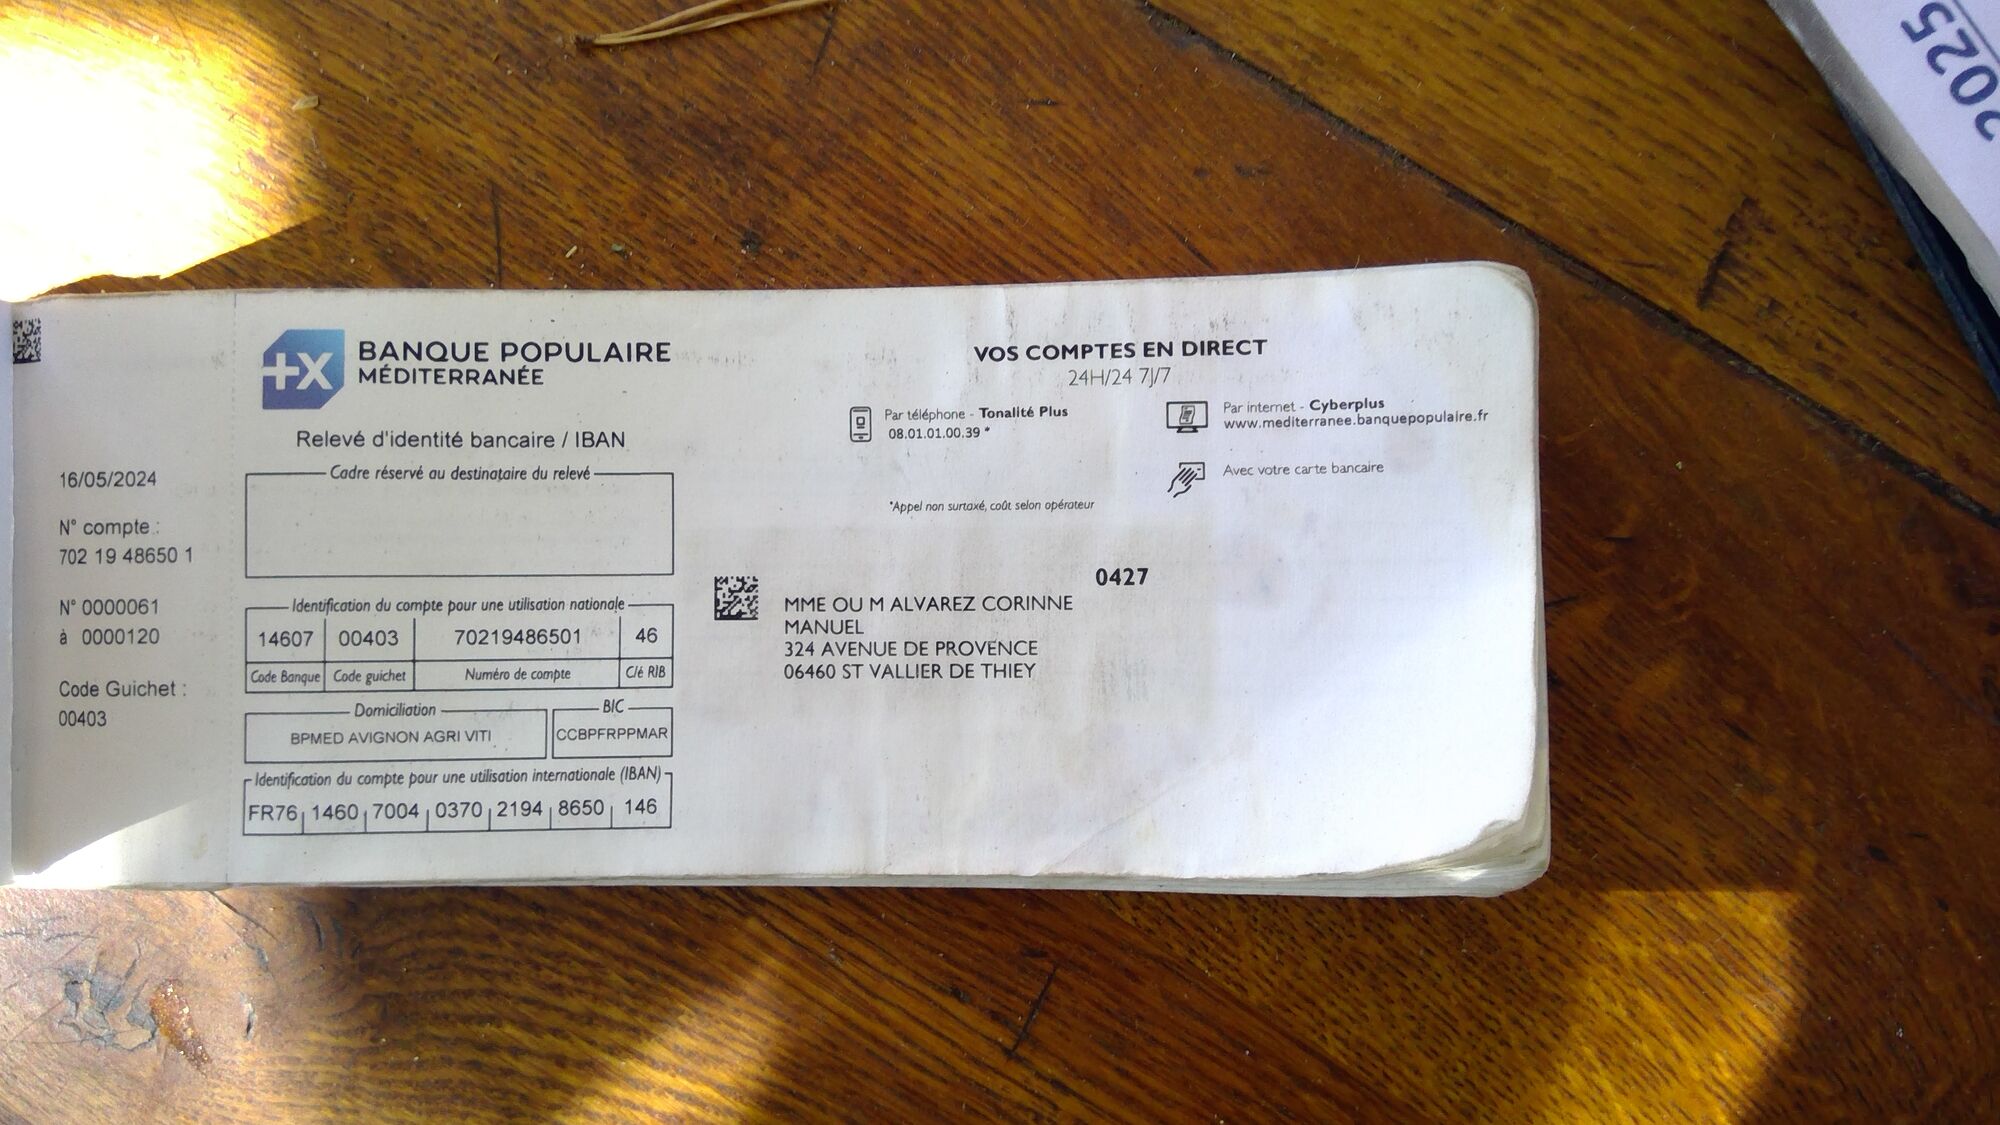 2025
BANQUE POPULAIRE
MÉDITERRANÉE
Relevé d'identité bancaire / IBAN
16/05/2024
N° compte :
702 19 48650 1
N° 0000061
à 0000120
Code Guichet :
00403
Cadre réservé au destinataire du relevé
Identification du compte pour une utilisation nationale
14607 00403 70219486501 46
Code Banque Code guichet Numéro de compte Clé RIB
Domiciliation BIC
BPMED AVIGNON AGRI VITI CCBPFRPPMAR
Identification du compte pour une utilisation internationale (IBAN)
FR76 1460 7004 0370 2194 8650 146
VOS COMPTES EN DIRECT
24H/24 7J/7
Par téléphone - Tonalité Plus
08.01.01.00.39 *
Par internet - Cyberplus
www.mediterranee.banquepopulaire.fr
Avec votre carte bancaire
*Appel non surtaxé, coût selon opérateur
0427
MME OU M ALVAREZ CORINNE
MANUEL
324 AVENUE DE PROVENCE
06460 ST VALLIER DE THIEY